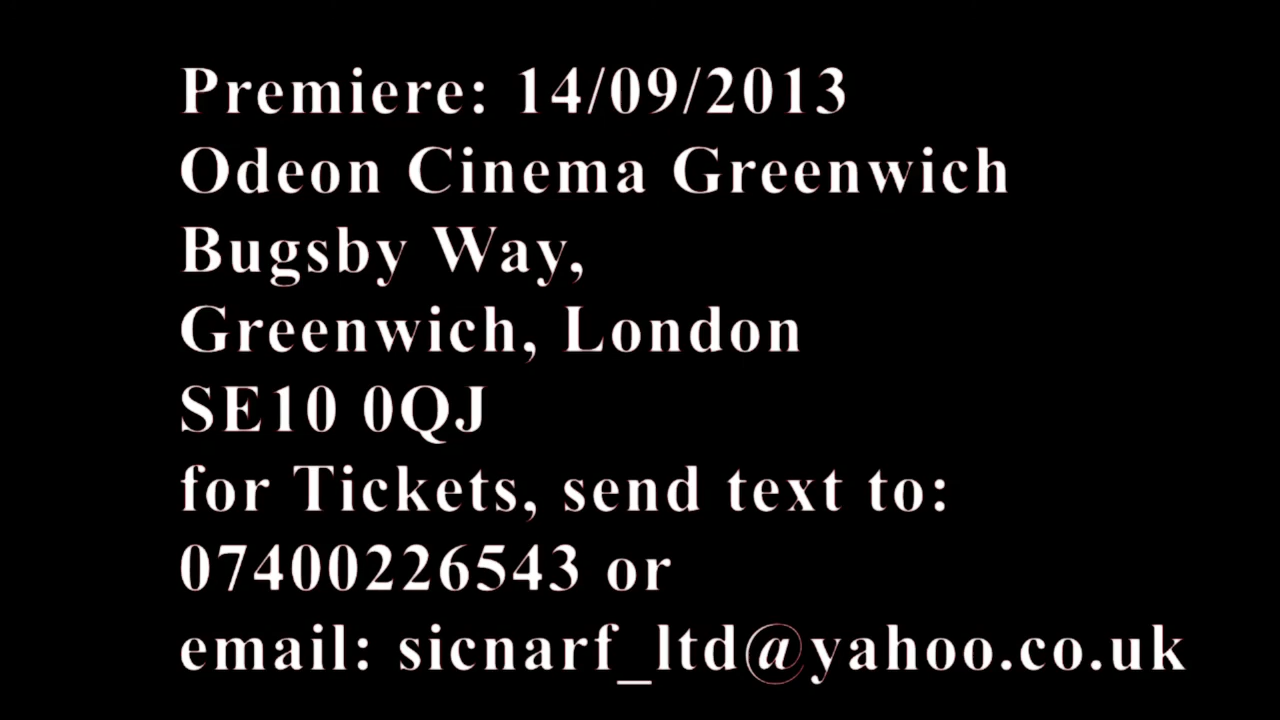 Premiere: 14/09/2013
Odeon Cinema Greenwich
Bugsby Way,
Greenwich, London
SE10 0QJ
for Tickets, send text to:
07400226543 or
email: sicnarf_ltd@yahoo.co.uk